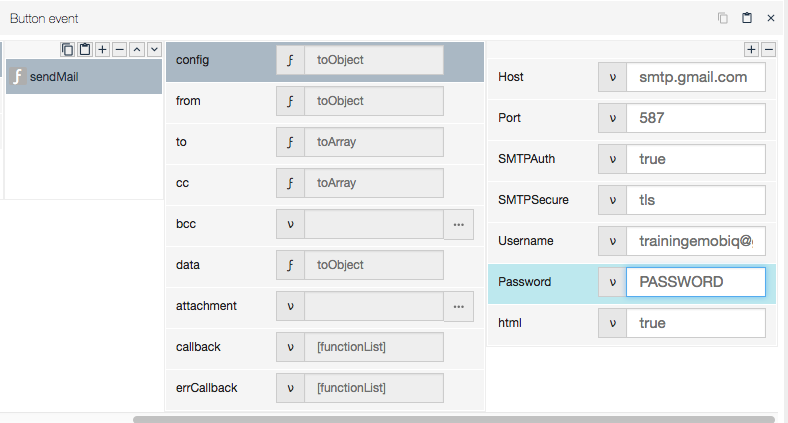 Button event
sendMail
config ƒ toObject
from ƒ toObject
to ƒ toArray
cc ƒ toArray
bcc v ...
data ƒ toObject
attachment v ...
callback v [functionList]
errCallback v [functionList]
Host v smtp.gmail.com
Port v 587
SMTPAuth v true
SMTPSecure v tls
Username v trainingemobiq@
Password v PASSWORD
html v true